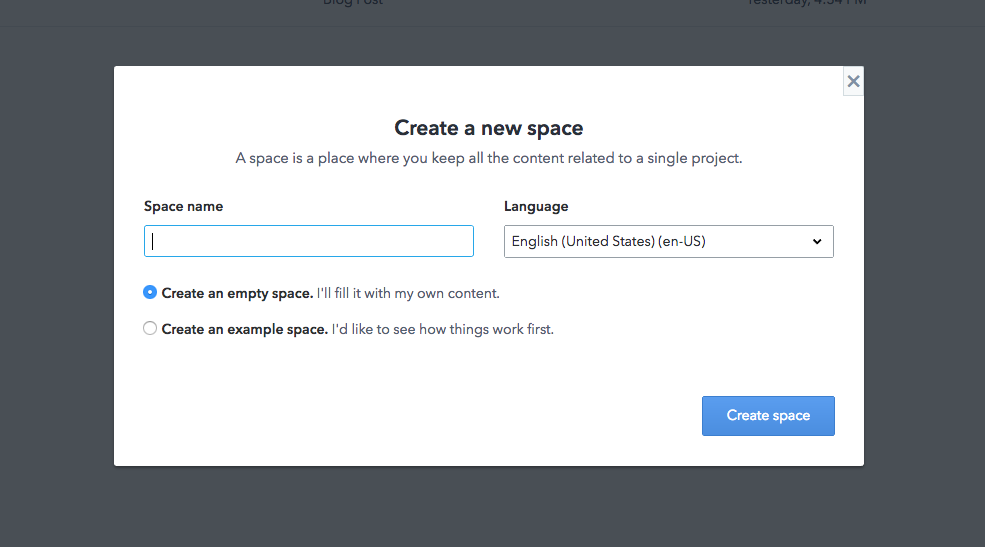 Blog Post Yesterday, 4:54 PM
Create a new space
A space is a place where you keep all the content related to a single project.
Space name Language
English (United States) (en-US)
Create an empty space. I'll fill it with my own content.
Create an example space. I'd like to see how things work first.
Create space